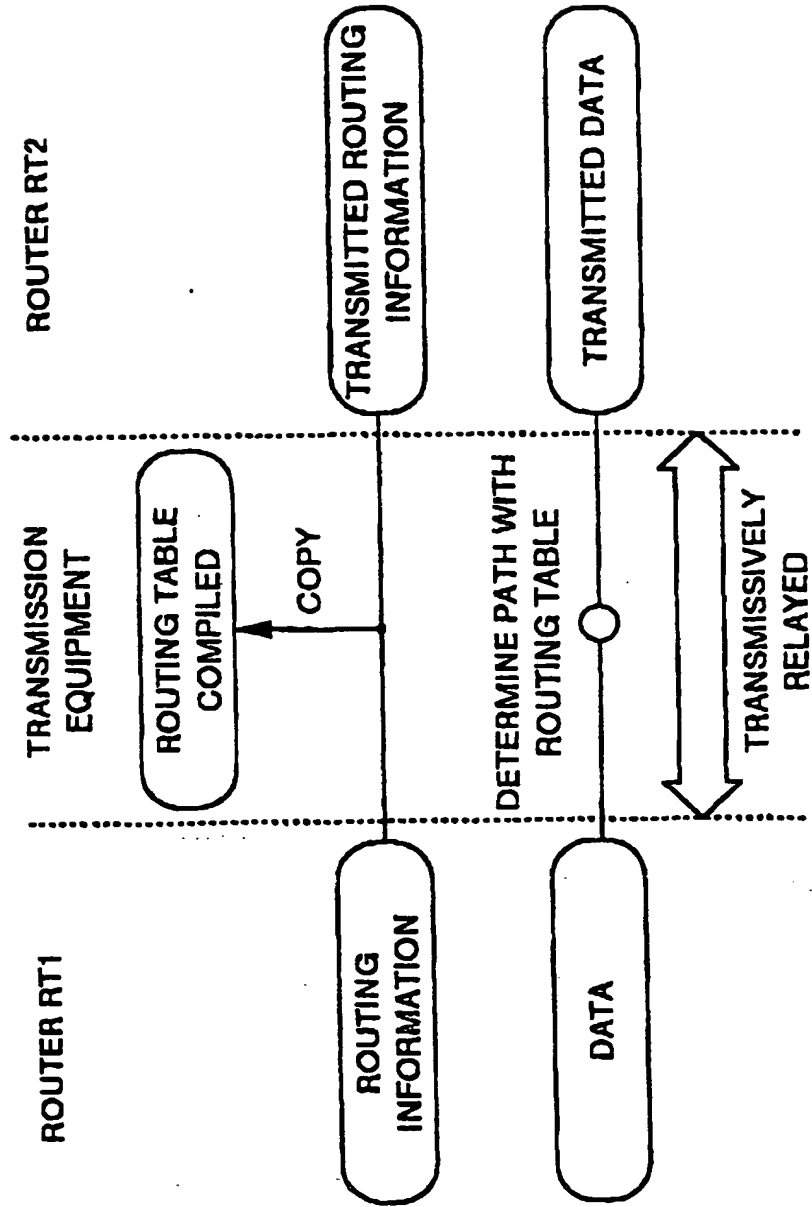 ROUTER RT1
TRANSMISSION
EQUIPMENT
ROUTER RT2
ROUTING TABLE
COMPILED
COPY
ROUTING
INFORMATION
TRANSMITTED ROUTING
INFORMATION
DETERMINE PATH WITH
ROUTING TABLE
DATA
TRANSMITTED DATA
TRANSMISSIVELY
RELAYED